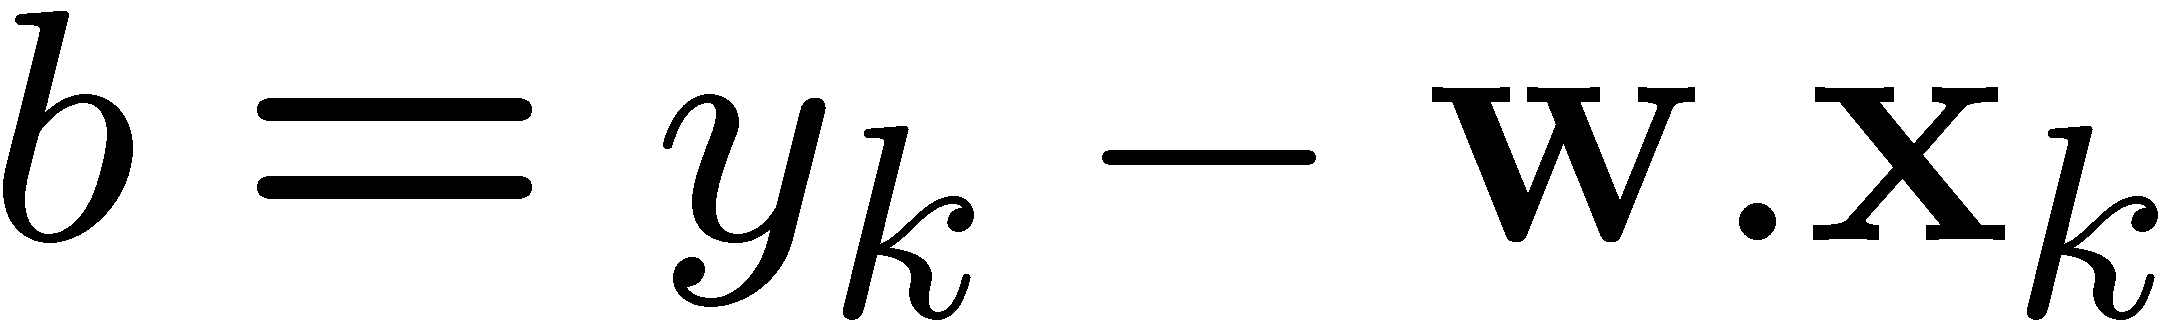 b = y_k − w.x_k